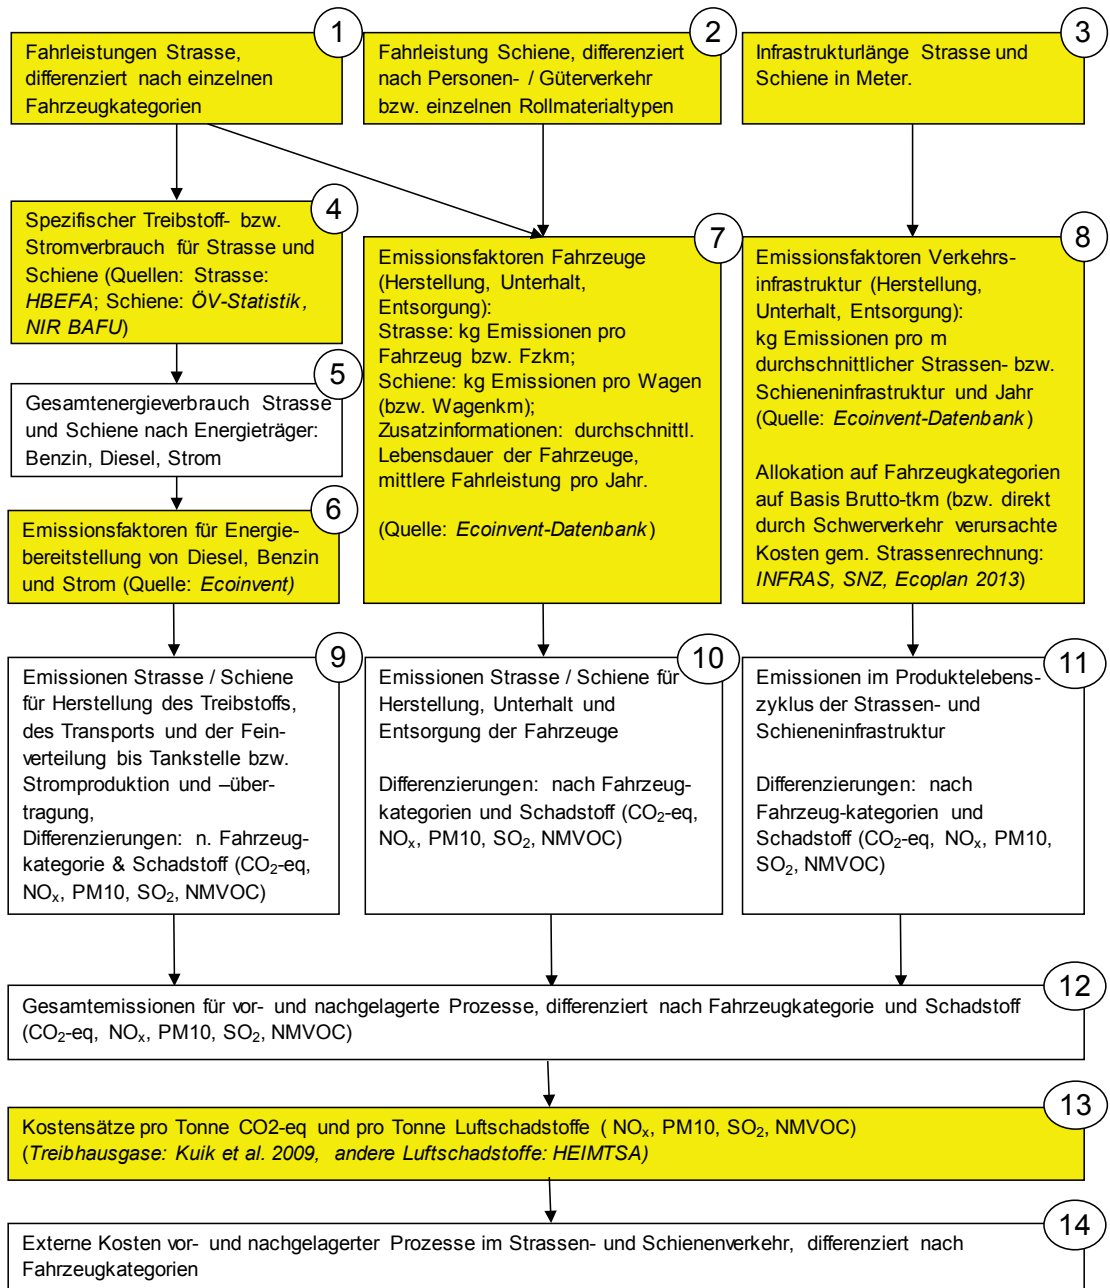 1
Fahrleistungen Strasse,
differenziert nach einzelnen
Fahrzeugkategorien
2
Fahrleistung Schiene, differenziert
nach Personen- / Güterverkehr
bzw. einzelnen Rollmaterialtypen
3
Infrastrukturlänge Strasse und
Schiene in Meter.
4
Spezifischer Treibstoff- bzw.
Stromverbrauch für Strasse und
Schiene (Quellen: Strasse:
HBEFA; Schiene: ÖV-Statistik,
NIR BAFU)
5
Gesamtenergieverbrauch Strasse
und Schiene nach Energieträger:
Benzin, Diesel, Strom
6
Emissionsfaktoren für Energie-
bereitstellung von Diesel, Benzin
und Strom (Quelle: Ecoinvent)
7
Emissionsfaktoren Fahrzeuge
(Herstellung, Unterhalt,
Entsorgung):
Strasse: kg Emissionen pro
Fahrzeug bzw. Fzkm;
Schiene: kg Emissionen pro Wagen
(bzw. Wagenkm);
Zusatzinformationen: durchschnittl.
Lebensdauer der Fahrzeuge,
mittlere Fahrleistung pro Jahr.
(Quelle: Ecoinvent-Datenbank)
8
Emissionsfaktoren Verkehrs-
infrastruktur (Herstellung,
Unterhalt, Entsorgung):
kg Emissionen pro m
durchschnittlicher Strassen- bzw.
Schieneninfrastruktur und Jahr
(Quelle: Ecoinvent-Datenbank)
Allokation auf Fahrzeugkategorien
auf Basis Brutto-tkm (bzw. direkt
durch Schwerverkehr verursachte
Kosten gem. Strassenrechnung:
INFRAS, SNZ, Ecoplan 2013)
9
Emissionen Strasse / Schiene
für Herstellung des Treibstoffs,
des Transports und der Fein-
verteilung bis Tankstelle bzw.
Stromproduktion und –über-
tragung,
Differenzierungen: n. Fahrzeug-
kategorie & Schadstoff (CO₂-eq,
NOₓ, PM10, SO₂, NMVOC)
10
Emissionen Strasse / Schiene für
Herstellung, Unterhalt und
Entsorgung der Fahrzeuge
Differenzierungen: nach Fahrzeug-
kategorien und Schadstoff (CO₂-eq,
NOₓ, PM10, SO₂, NMVOC)
11
Emissionen im Produktelebens-
zyklus der Strassen- und
Schieneninfrastruktur
Differenzierungen: nach
Fahrzeug-kategorien und
Schadstoff (CO₂-eq, NOₓ, PM10,
SO₂, NMVOC)
12
Gesamtemissionen für vor- und nachgelagerte Prozesse, differenziert nach Fahrzeugkategorie und Schadstoff
(CO₂-eq, NOₓ, PM10, SO₂, NMVOC)
13
Kostensätze pro Tonne CO2-eq und pro Tonne Luftschadstoffe ( NOₓ, PM10, SO₂, NMVOC)
(Treibhausgase: Kuik et al. 2009, andere Luftschadstoffe: HEIMTSA)
14
Externe Kosten vor- und nachgelagerter Prozesse im Strassen- und Schienenverkehr, differenziert nach
Fahrzeugkategorien